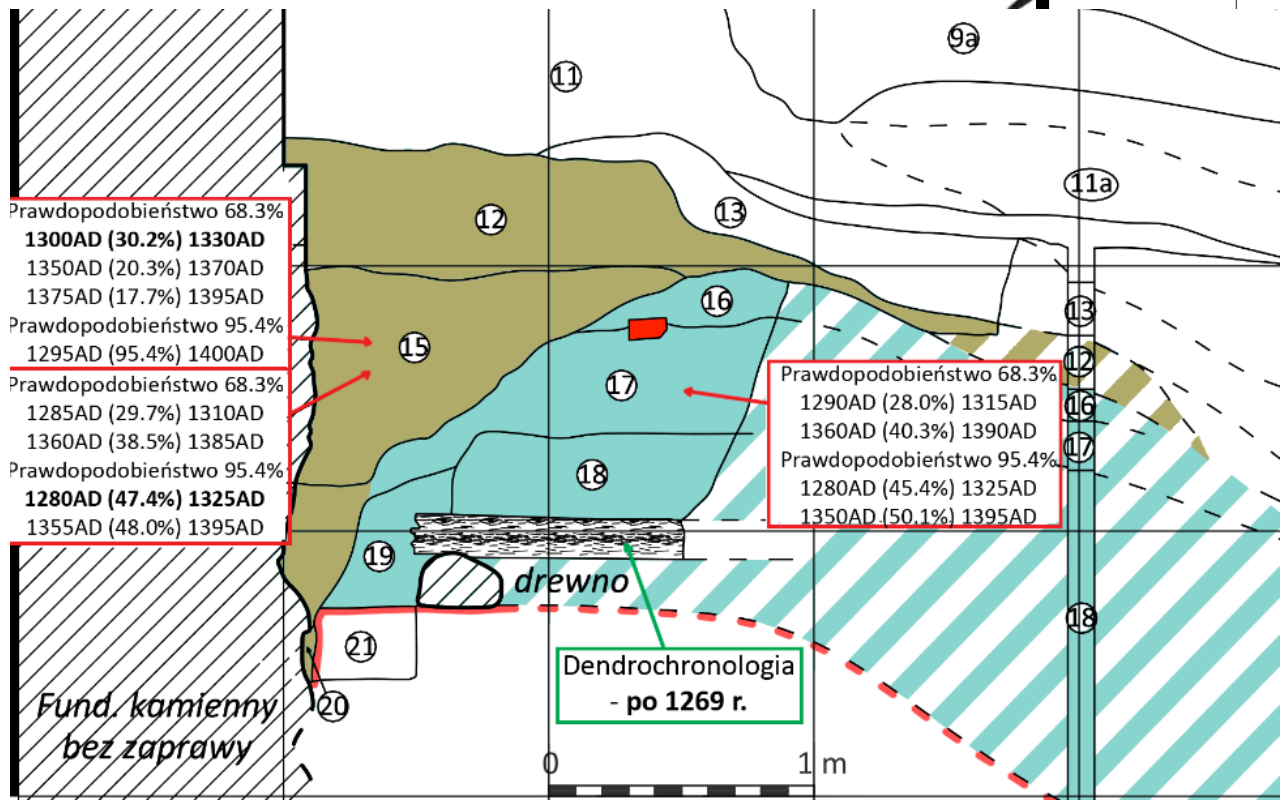 9a
11
11a
12
13
16
15
17
18
19
21
20
13
12
16
17
18
Prawdopodobieństwo 68.3%
1300AD (30.2%) 1330AD
1350AD (20.3%) 1370AD
1375AD (17.7%) 1395AD
Prawdopodobieństwo 95.4%
1295AD (95.4%) 1400AD
Prawdopodobieństwo 68.3%
1285AD (29.7%) 1310AD
1360AD (38.5%) 1385AD
Prawdopodobieństwo 95.4%
1280AD (47.4%) 1325AD
1355AD (48.0%) 1395AD
Prawdopodobieństwo 68.3%
1290AD (28.0%) 1315AD
1360AD (40.3%) 1390AD
Prawdopodobieństwo 95.4%
1280AD (45.4%) 1325AD
1350AD (50.1%) 1395AD
drewno
Dendrochronologia
- po 1269 r.
Fund. kamienny
bez zaprawy
0 1 m